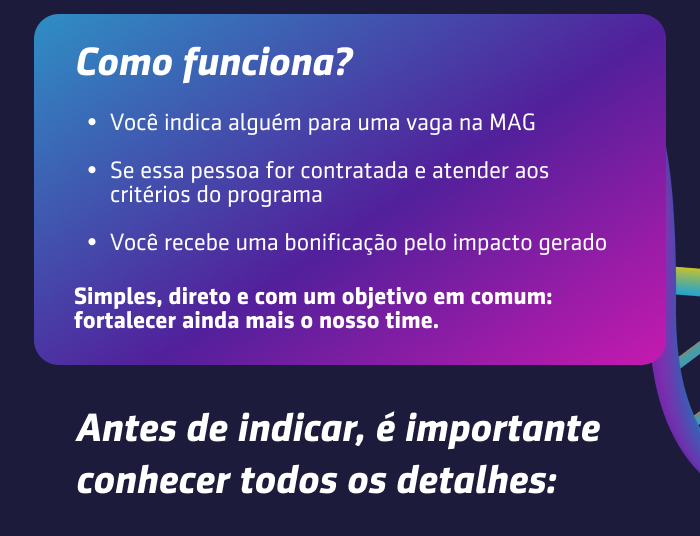 Como funciona?
• Você indica alguém para uma vaga na MAG
• Se essa pessoa for contratada e atender aos
critérios do programa
• Você recebe uma bonificação pelo impacto gerado
Simples, direto e com um objetivo em comum:
fortalecer ainda mais o nosso time.
Antes de indicar, é importante
conhecer todos os detalhes: